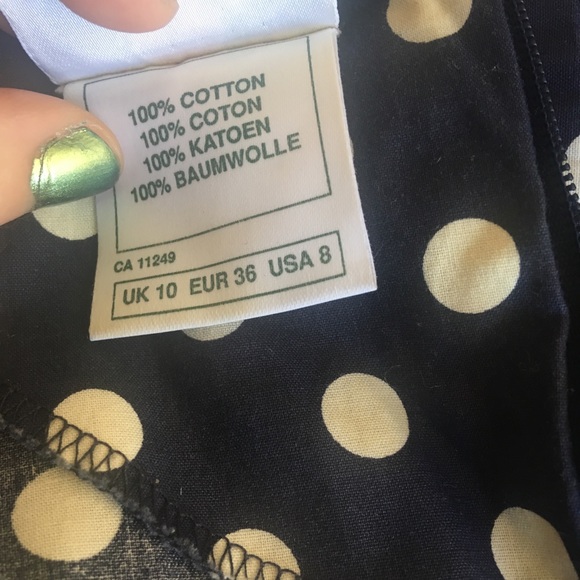 100% COTTON
100% COTON
100% KATOEN
100% BAUMWOLLE
CA 11249
UK 10 EUR 36 USA 8